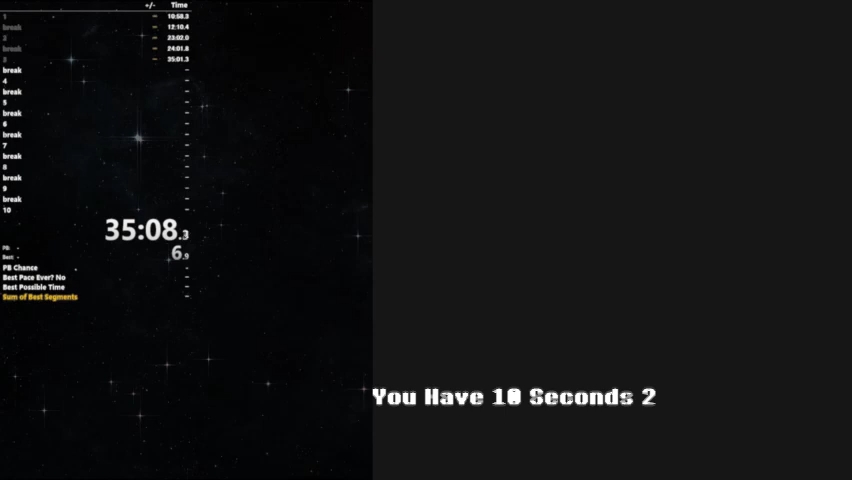 +/- Time
1 — 10:58.3
break — 12:10.4
2 — 23:02.0
break — 24:01.8
3 — 35:01.3
break –
4 –
break –
5 –
break –
6 –
break –
7 –
break –
8 –
break –
9 –
break –
10 –
35:08.3
PB: -
6.9
Best: -
PB Chance -
Best Pace Ever? No -
Best Possible Time -
Sum of Best Segments -
You Have 10 Seconds 2